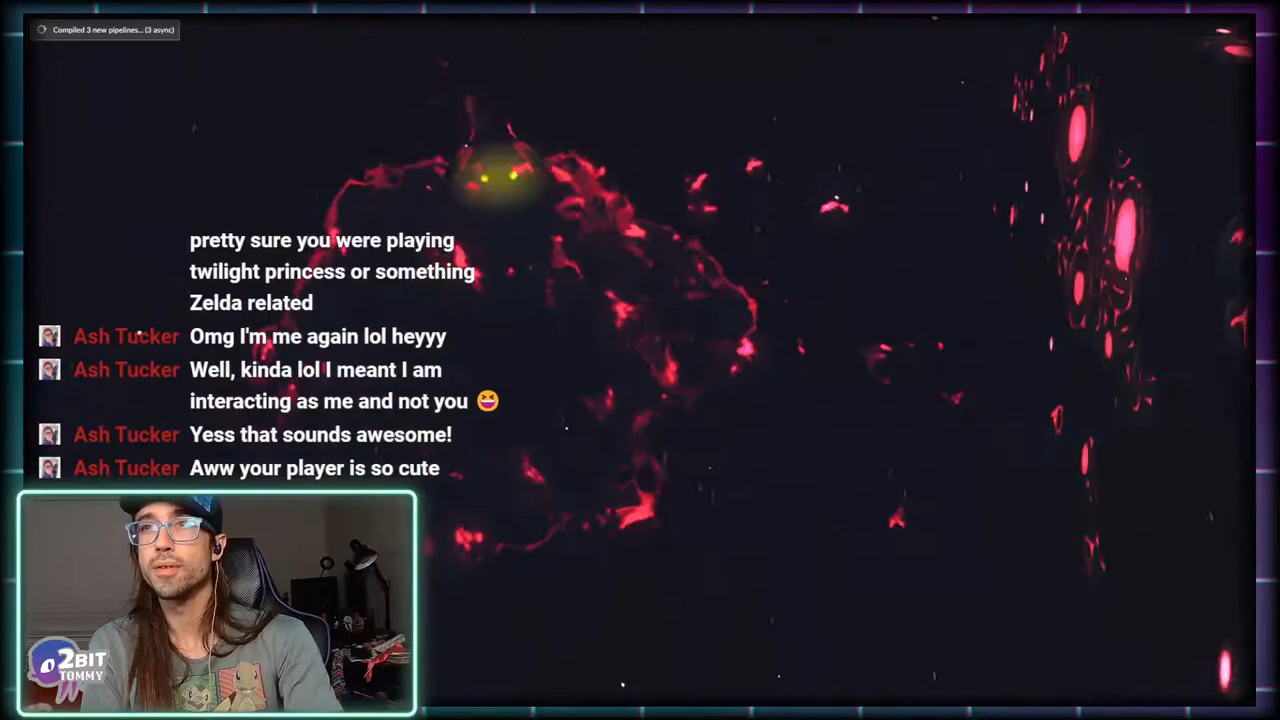 Compiled 3 new pipelines... (3 async)
pretty sure you were playing
twilight princess or something
Zelda related
Ash Tucker Omg I'm me again lol heyyy
Ash Tucker Well, kinda lol I meant I am
interacting as me and not you 😆
Ash Tucker Yess that sounds awesome!
Ash Tucker Aww your player is so cute
2BIT
TOMMY